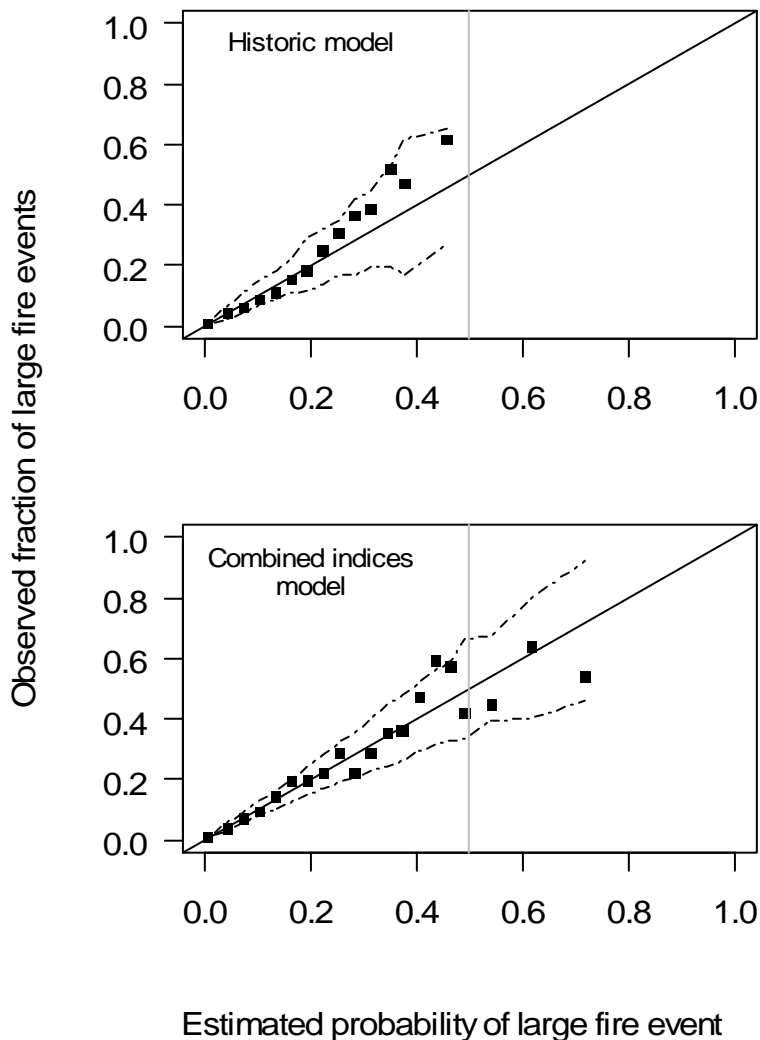 Observed fraction of large fire events
Historic model
1.0
0.8
0.6
0.4
0.2
0.0
0.0 0.2 0.4 0.6 0.8 1.0
Combined indices
model
1.0
0.8
0.6
0.4
0.2
0.0
0.0 0.2 0.4 0.6 0.8 1.0
Estimated probability of large fire event